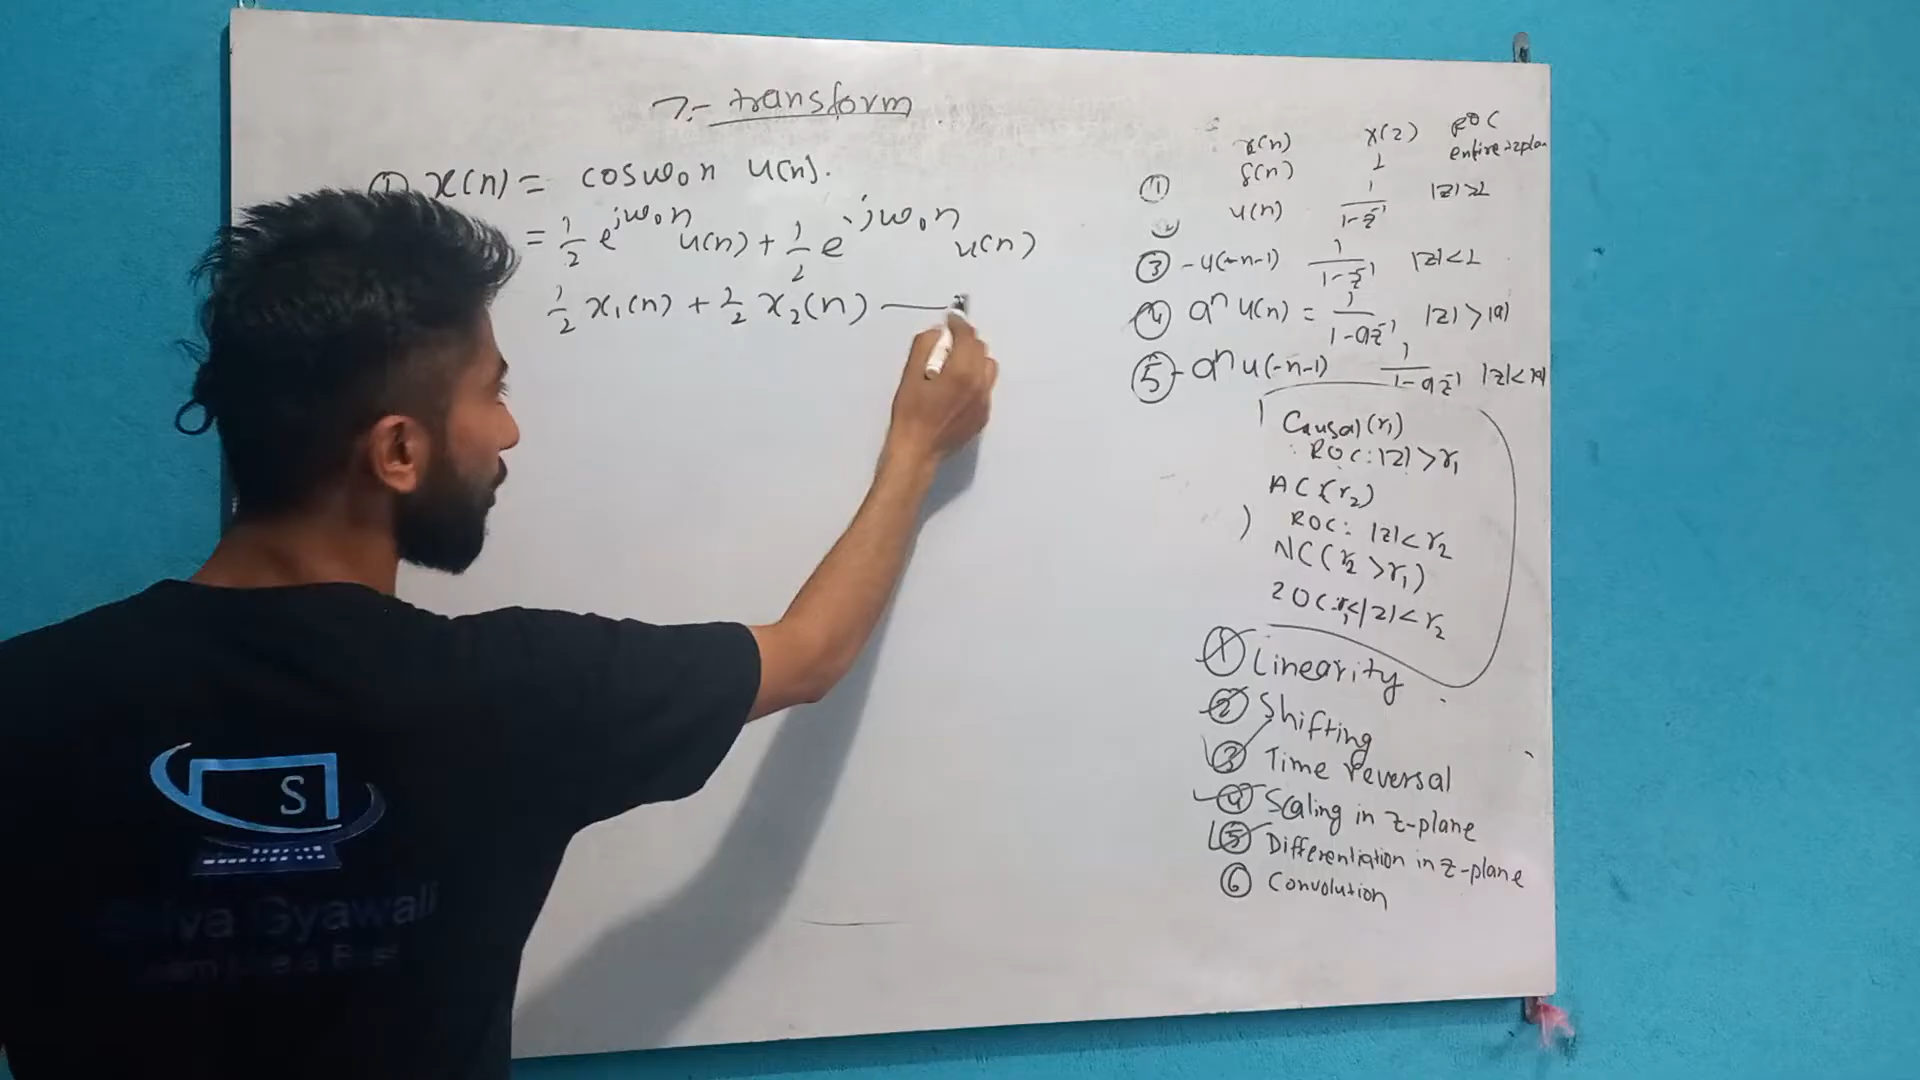 Z-transform
① x(n) = cosω₀n u(n).
= 1/2 e^jω₀n u(n) + 1/2 e^-jω₀n u(n)
1/2 x₁(n) + 1/2 x₂(n) —
x(n) X(z) ROC
① δ(n) 1 entire z plan
② u(n) 1/(1-z⁻¹) |z|>1
③ -u(-n-1) 1/(1-z⁻¹) |z|<1
④ aⁿ u(n) = 1/(1-az⁻¹) |z|>|a|
⑤ -aⁿ u(-n-1) 1/(1-az⁻¹) |z|<|a|
Causal (r₁)
ROC: |z|>r₁
AC (r₂)
ROC: |z|<r₂
NC (r₂>r₁)
ROC: r₁<|z|<r₂
① Linearity
② Shifting
③ Time reversal
④ Scaling in z-plane
⑤ Differentiation in z-plane
⑥ Convolution
S
Gyawali